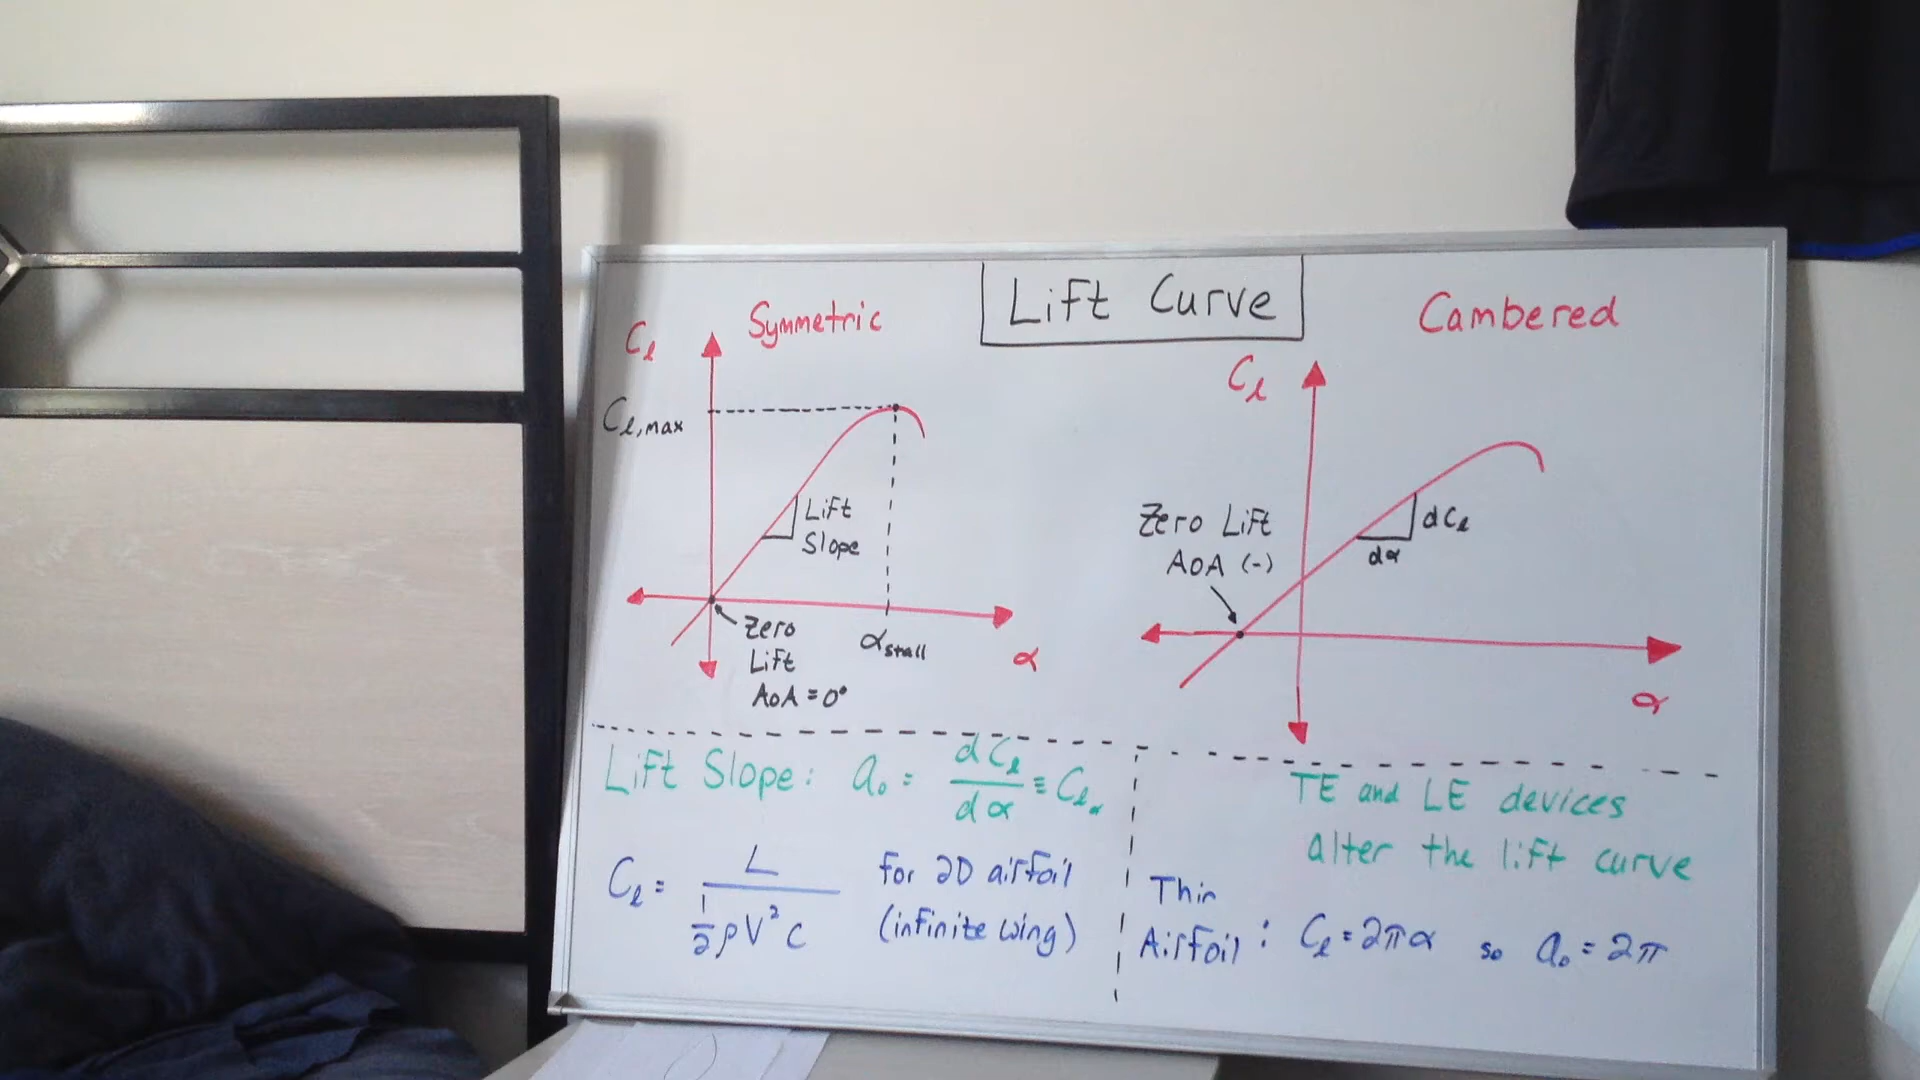 Lift Curve
Symmetric
Cℓ
Cℓ,max
Lift
Slope
Zero
Lift
AoA = 0°
αstall
α
Cambered
Cℓ
Zero Lift
AoA (-)
dCℓ
dα
α
Lift Slope: a₀ = dCℓ/dα ≡ Cℓα
Cℓ = L / ½ρV²c
for 2D airfoil
(infinite wing)
TE and LE devices
alter the lift curve
Thin
Airfoil: Cℓ = 2πα so a₀ = 2π